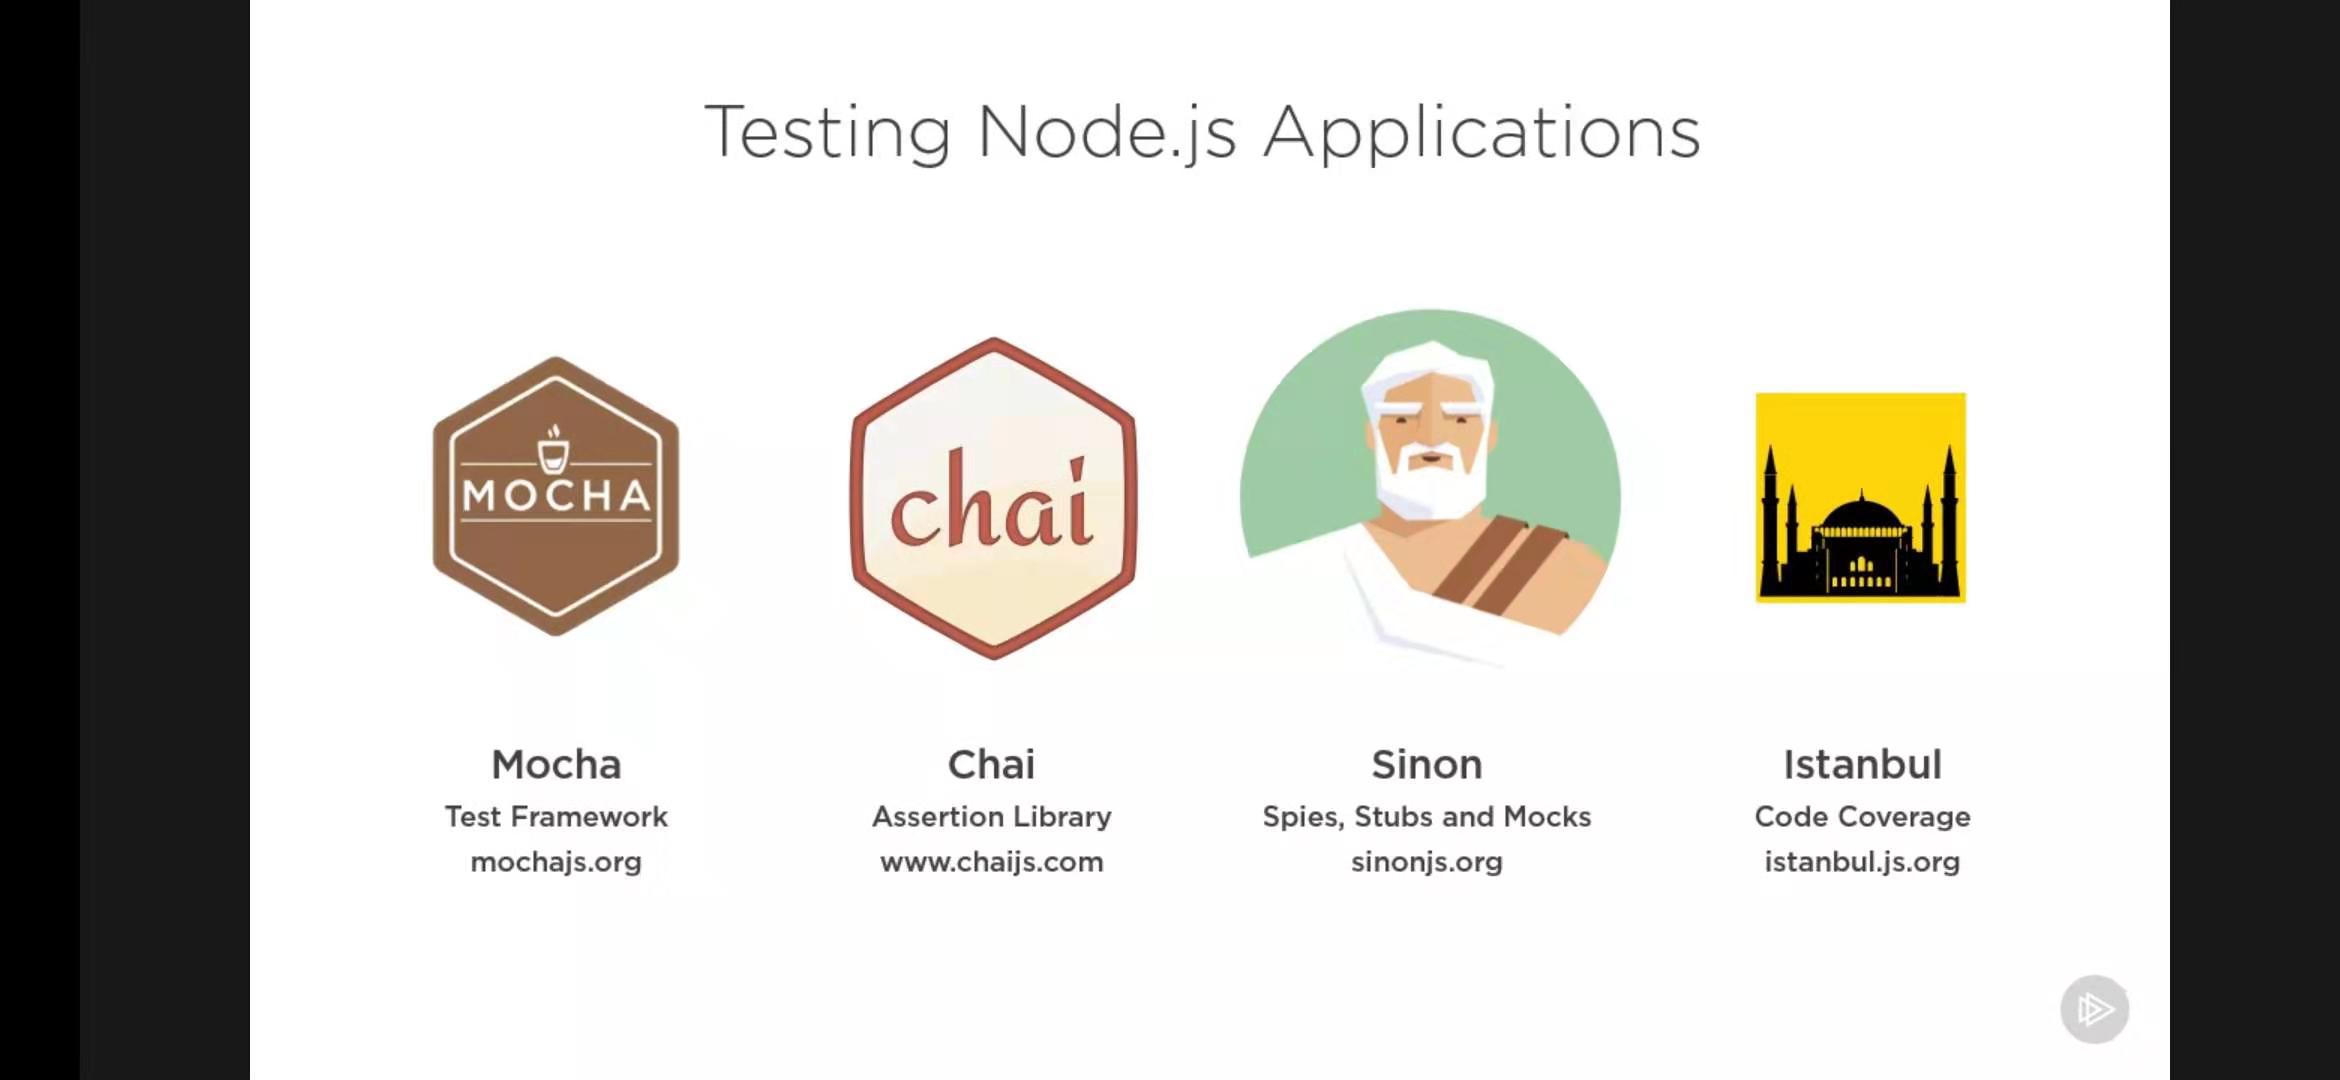 Testing Node.js Applications
MOCHA
chai
Mocha
Test Framework
mochajs.org
Chai
Assertion Library
www.chaijs.com
Sinon
Spies, Stubs and Mocks
sinonjs.org
Istanbul
Code Coverage
istanbul.js.org